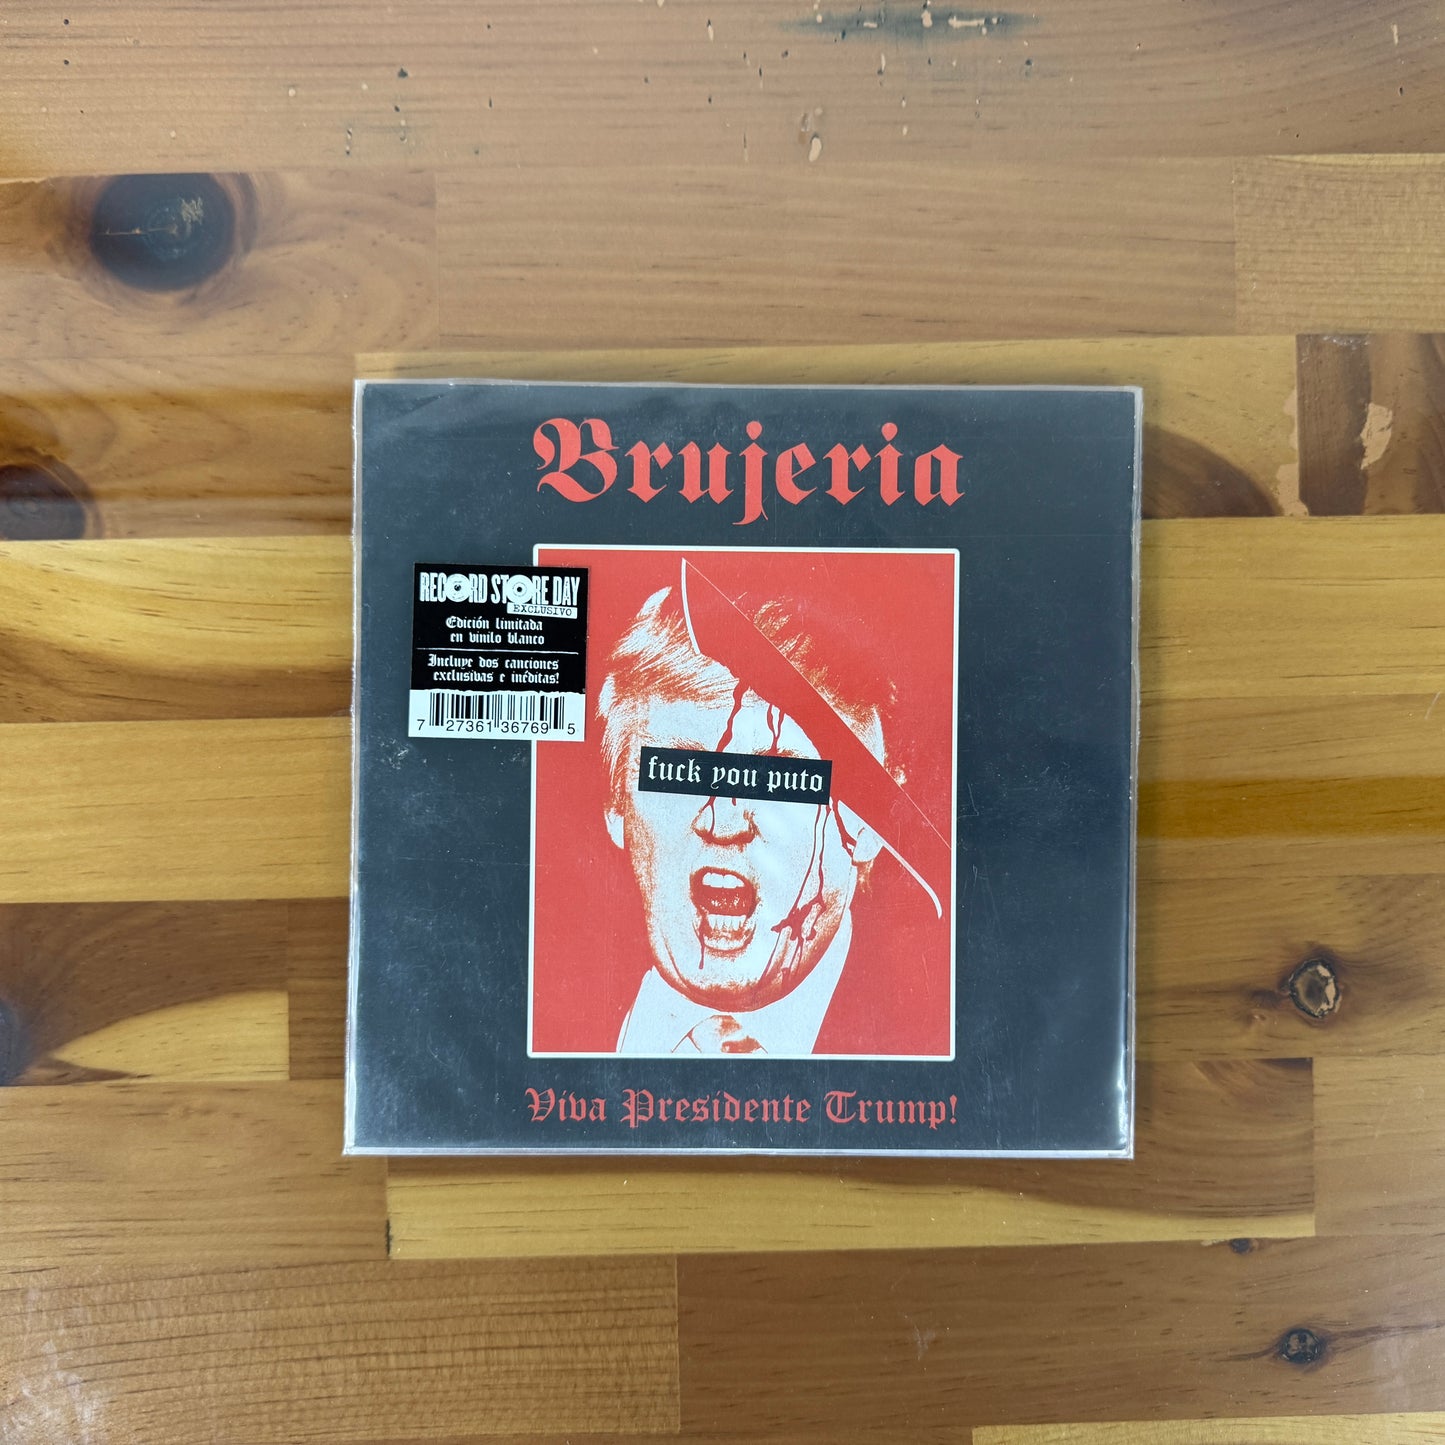 Brujeria
RECORD STORE DAY
EXCLUSIVO
Edición limitada
en vinilo blanco
Incluye dos canciones
exclusivas e inéditas!
7 27361 36769 5
fuck you puto
Viva Presidente Trump!